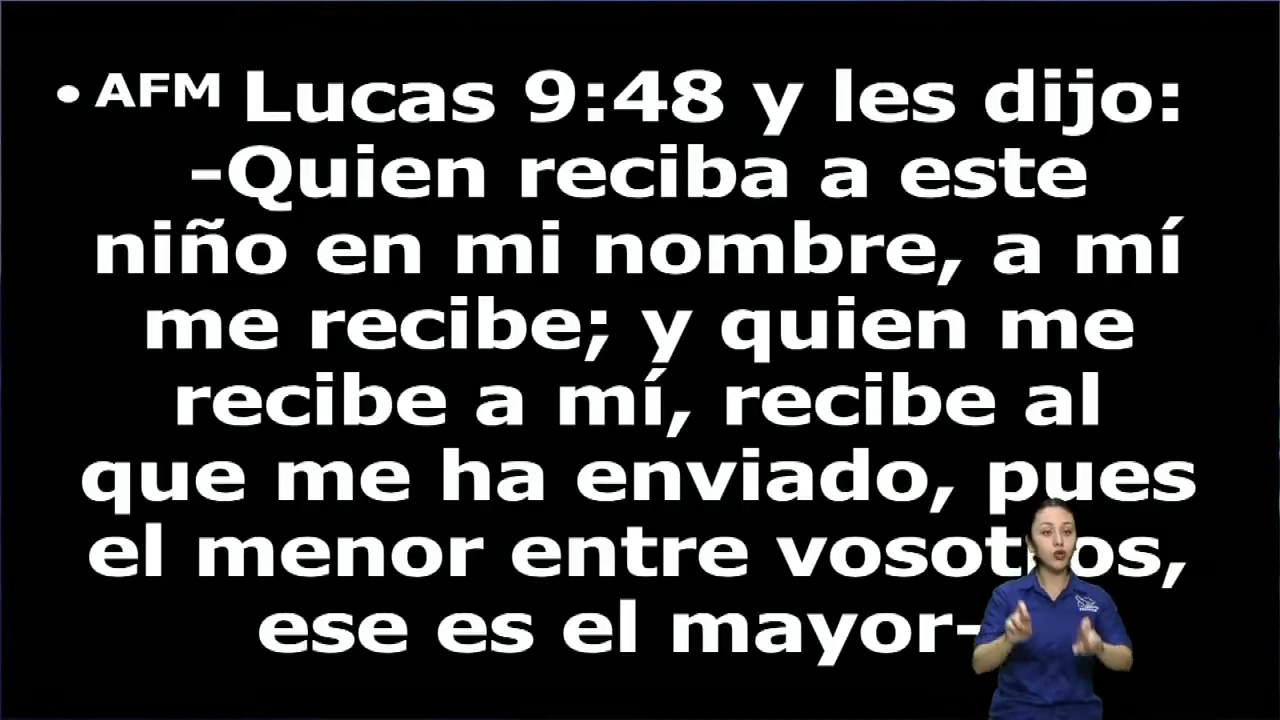 • AFM Lucas 9:48 y les dijo:
-Quien reciba a este
niño en mi nombre, a mí
me recibe; y quien me
recibe a mí, recibe al
que me ha enviado, pues
el menor entre vosotros,
ese es el mayor-